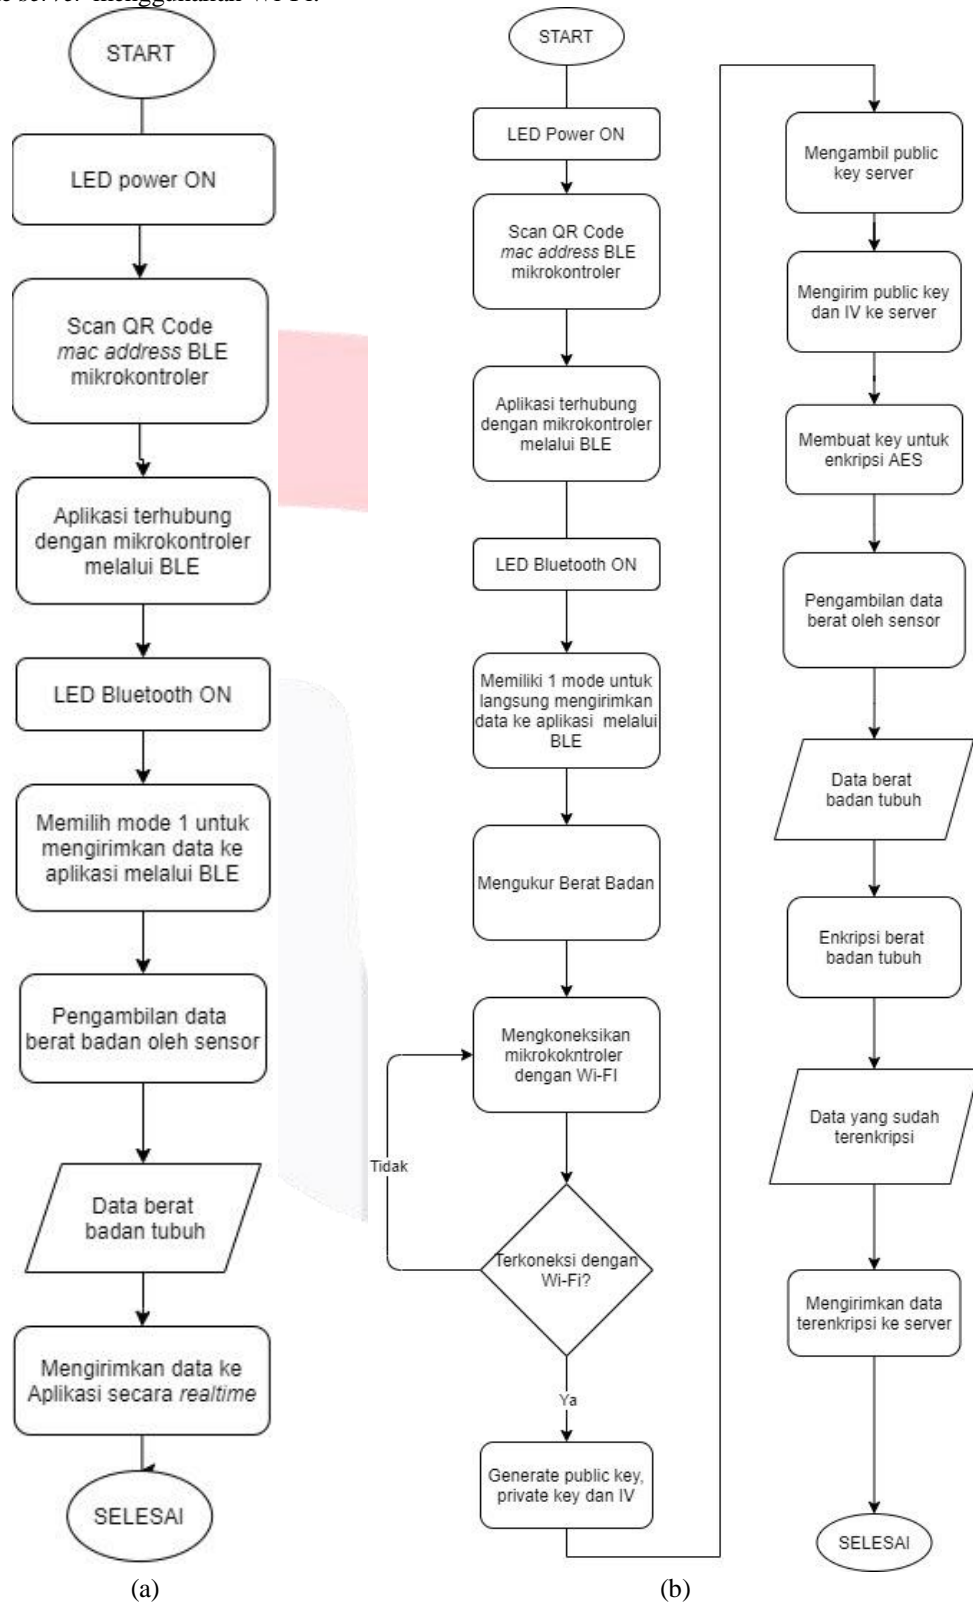 menggunakan Wi-Fi.
START
LED power ON
Scan QR Code
mac address BLE
mikrokontroler
Aplikasi terhubung
dengan mikrokontroler
melalui BLE
LED Bluetooth ON
Memilih mode 1 untuk
mengirimkan data ke
aplikasi melalui BLE
Pengambilan data
berat badan oleh sensor
Data berat
badan tubuh
Mengirimkan data ke
Aplikasi secara realtime
SELESAI
(a)
START
LED Power ON
Scan QR Code
mac address BLE
mikrokontroler
Aplikasi terhubung
dengan mikrokontroler
melalui BLE
LED Bluetooth ON
Memiliki 1 mode untuk
langsung mengirimkan
data ke aplikasi melalui
BLE
Mengukur Berat Badan
Mengkoneksikan
mikrokokntroler
dengan Wi-FI
Tidak
Terkoneksi dengan
Wi-Fi?
Ya
Generate public key,
private key dan IV
Mengambil public
key server
Mengirim public key
dan IV ke server
Membuat key untuk
enkripsi AES
Pengambilan data
berat oleh sensor
Data berat
badan tubuh
Enkripsi berat
badan tubuh
Data yang sudah
terenkripsi
Mengirimkan data
terenkripsi ke server
SELESAI
(b)